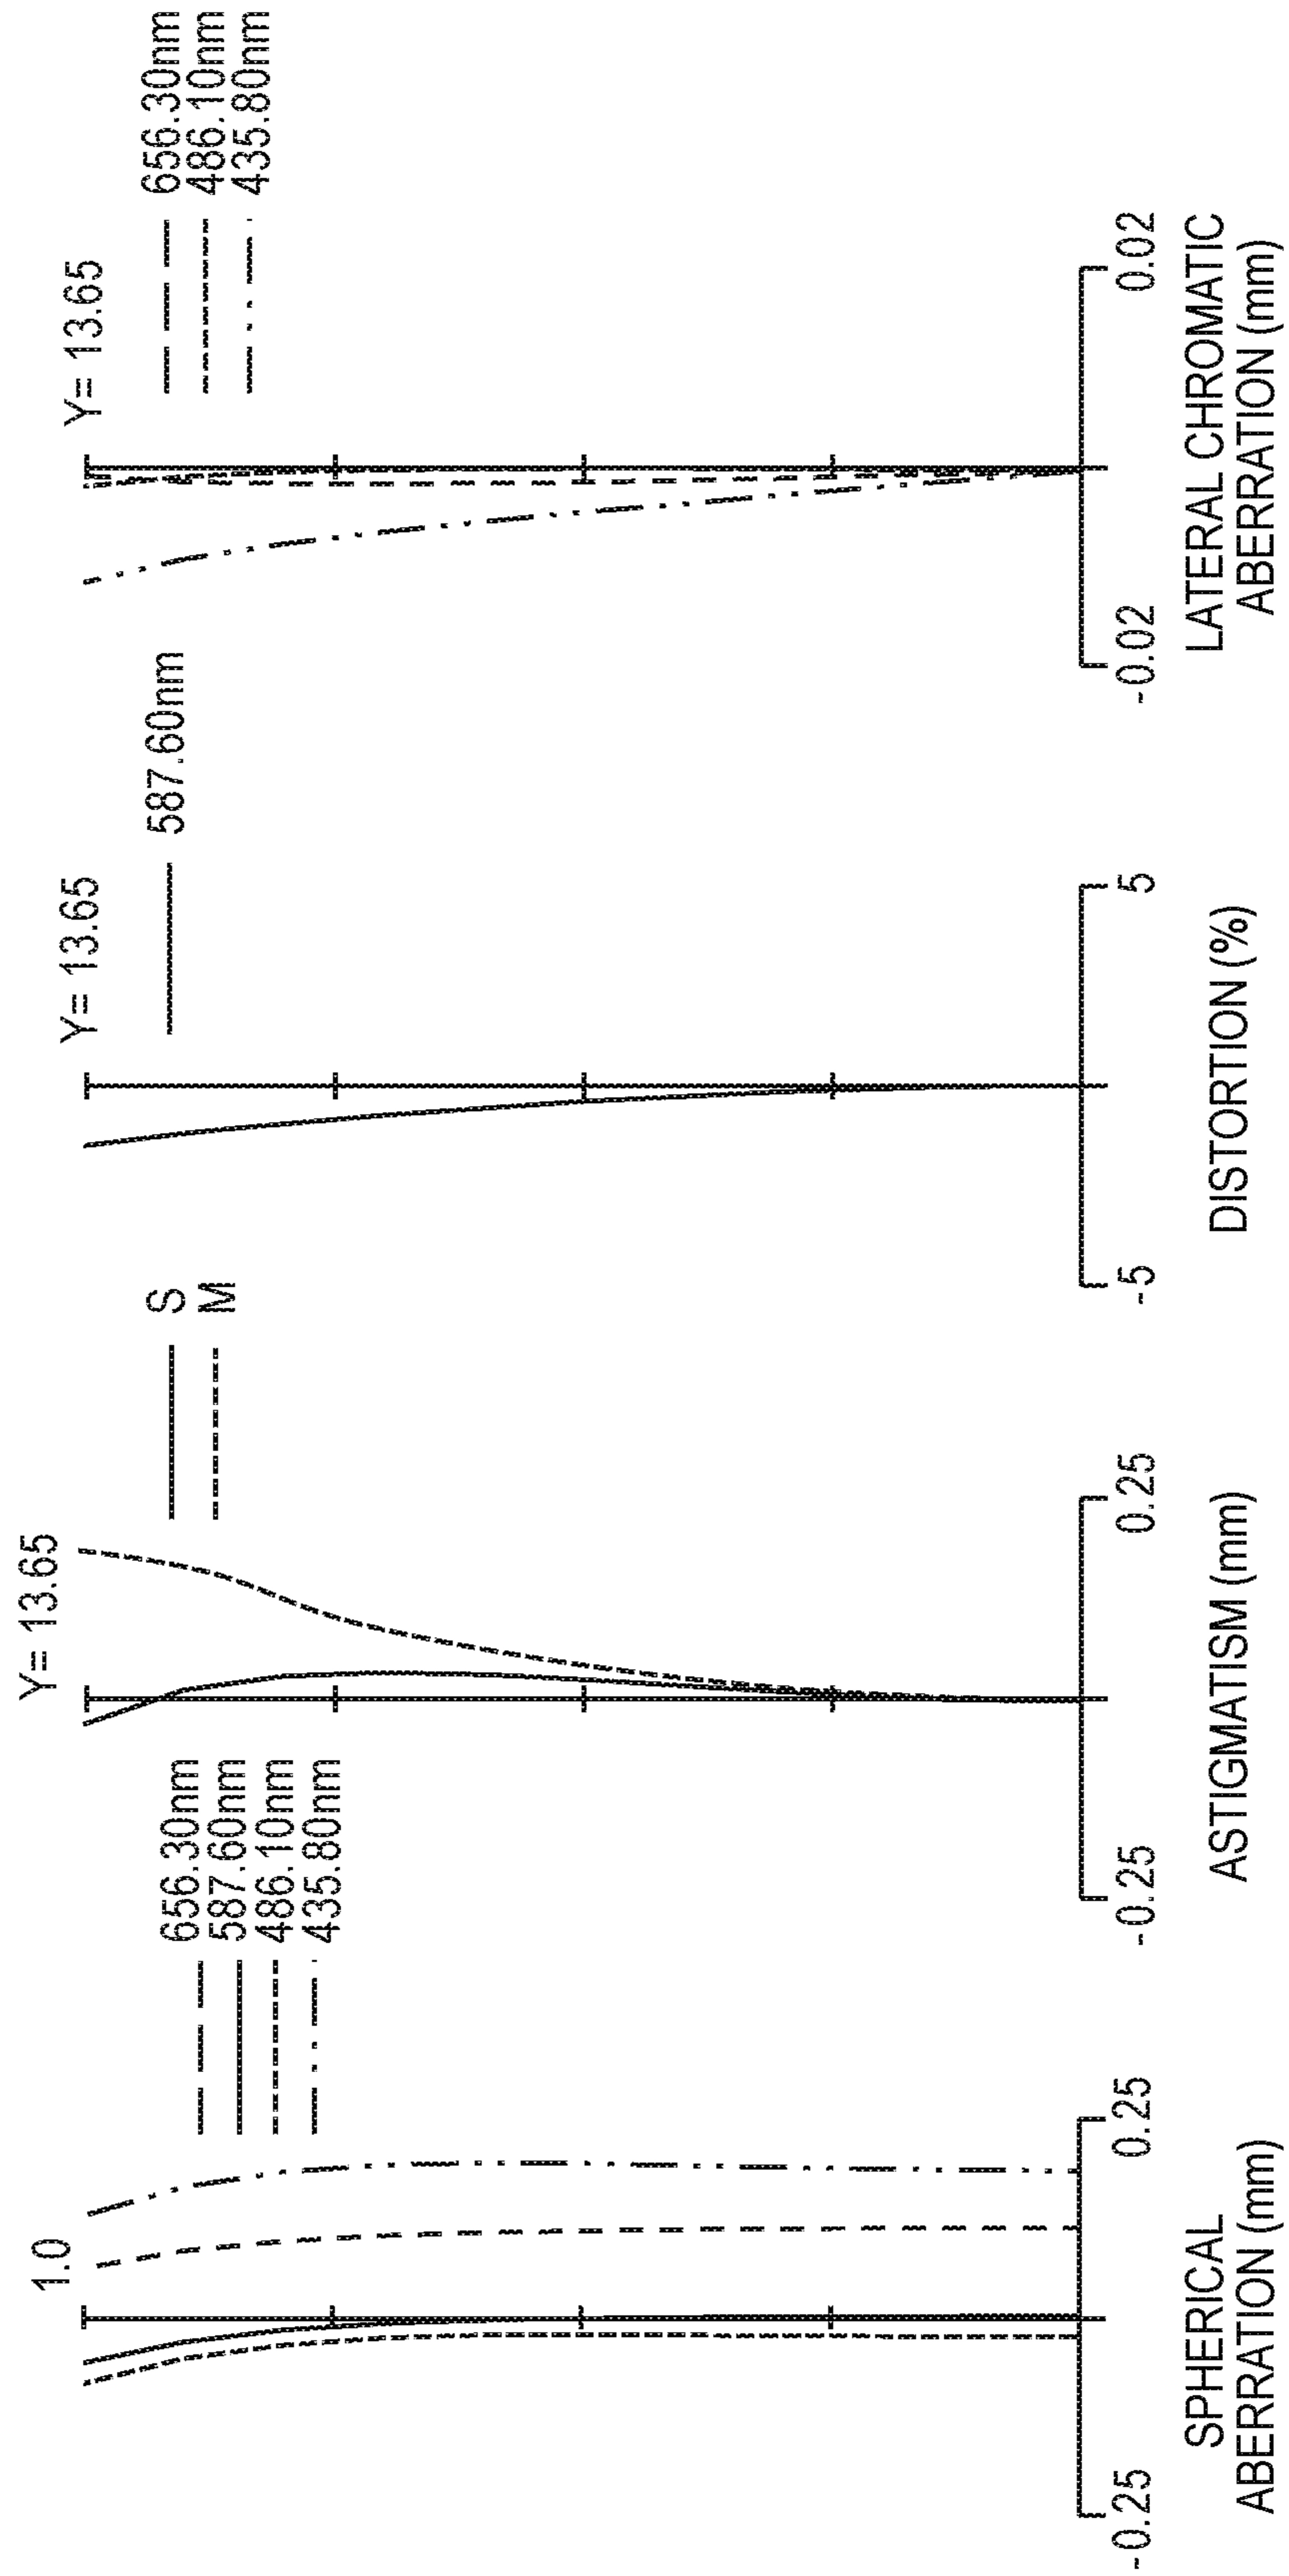 1.0
656.30nm
587.60nm
486.10nm
435.80nm
-0.25
0.25
SPHERICAL
ABERRATION (mm)
Y= 13.65
S
M
-0.25
0.25
ASTIGMATISM (mm)
Y= 13.65
587.60nm
-5
5
DISTORTION (%)
Y= 13.65
656.30nm
486.10nm
435.80nm
-0.02
0.02
LATERAL CHROMATIC
ABERRATION (mm)